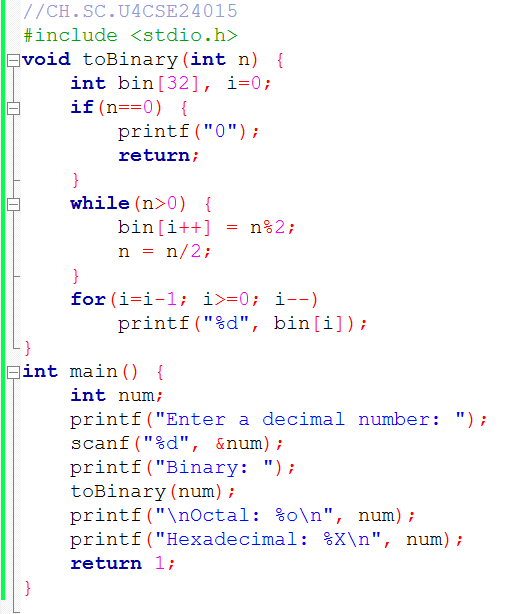 //CH.SC.U4CSE24015
#include <stdio.h>
void toBinary(int n) {
    int bin[32], i=0;
    if(n==0) {
        printf("0");
        return;
    }
    while(n>0) {
        bin[i++] = n%2;
        n = n/2;
    }
    for(i=i-1; i>=0; i--)
        printf("%d", bin[i]);
}
int main() {
    int num;
    printf("Enter a decimal number: ");
    scanf("%d", &num);
    printf("Binary: ");
    toBinary(num);
    printf("\nOctal: %o\n", num);
    printf("Hexadecimal: %X\n", num);
    return 1;
}